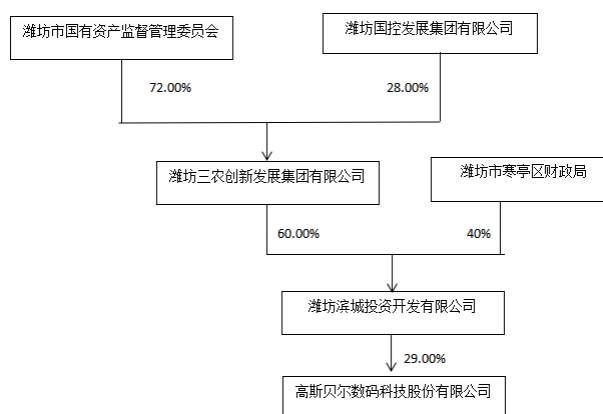 潍坊市国有资产监督管理委员会
潍坊国控发展集团有限公司
72.00%
28.00%
潍坊三农创新发展集团有限公司
潍坊市寒亭区财政局
60.00%
40%
潍坊滨城投资开发有限公司
29.00%
高斯贝尔数码科技股份有限公司